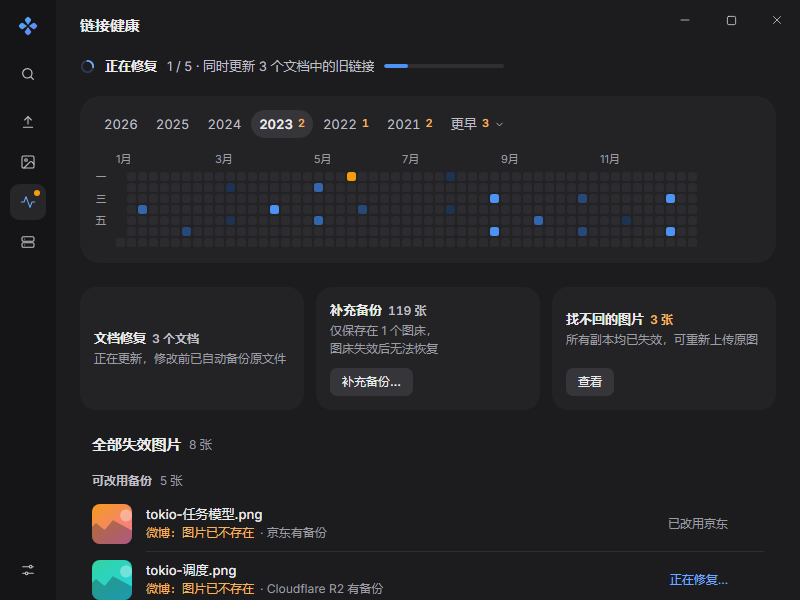 链接健康
正在修复 1 / 5 · 同时更新 3 个文档中的旧链接
2026 2025 2024 2023 2 2022 1 2021 2 更早 3
1月 3月 5月 7月 9月 11月
一
三
五
文档修复 3 个文档
正在更新，修改前已自动备份原文件
补充备份 119 张
仅保存在 1 个图床，
图床失效后无法恢复
补充备份...
找不回的图片 3 张
所有副本均已失效，可重新上传原图
查看
全部失效图片 8 张
可改用备份 5 张
tokio-任务模型.png
微博：图片已不存在 · 京东有备份
已改用京东
tokio-调度.png
微博：图片已不存在 · Cloudflare R2 有备份
正在修复...